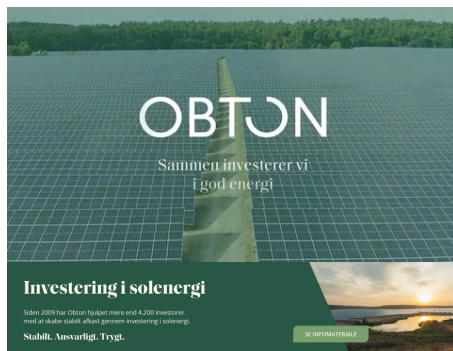 OBTON
Sammen investerer vi
i god energi
Investering i solenergi
Siden 2009 har Obton hjulpet mere end 4.200 investorer
med at skabe stabilt afkast gennem investering i solenergi.
Stabilt. Ansvarligt. Trygt.
SE INFOMATERIALE